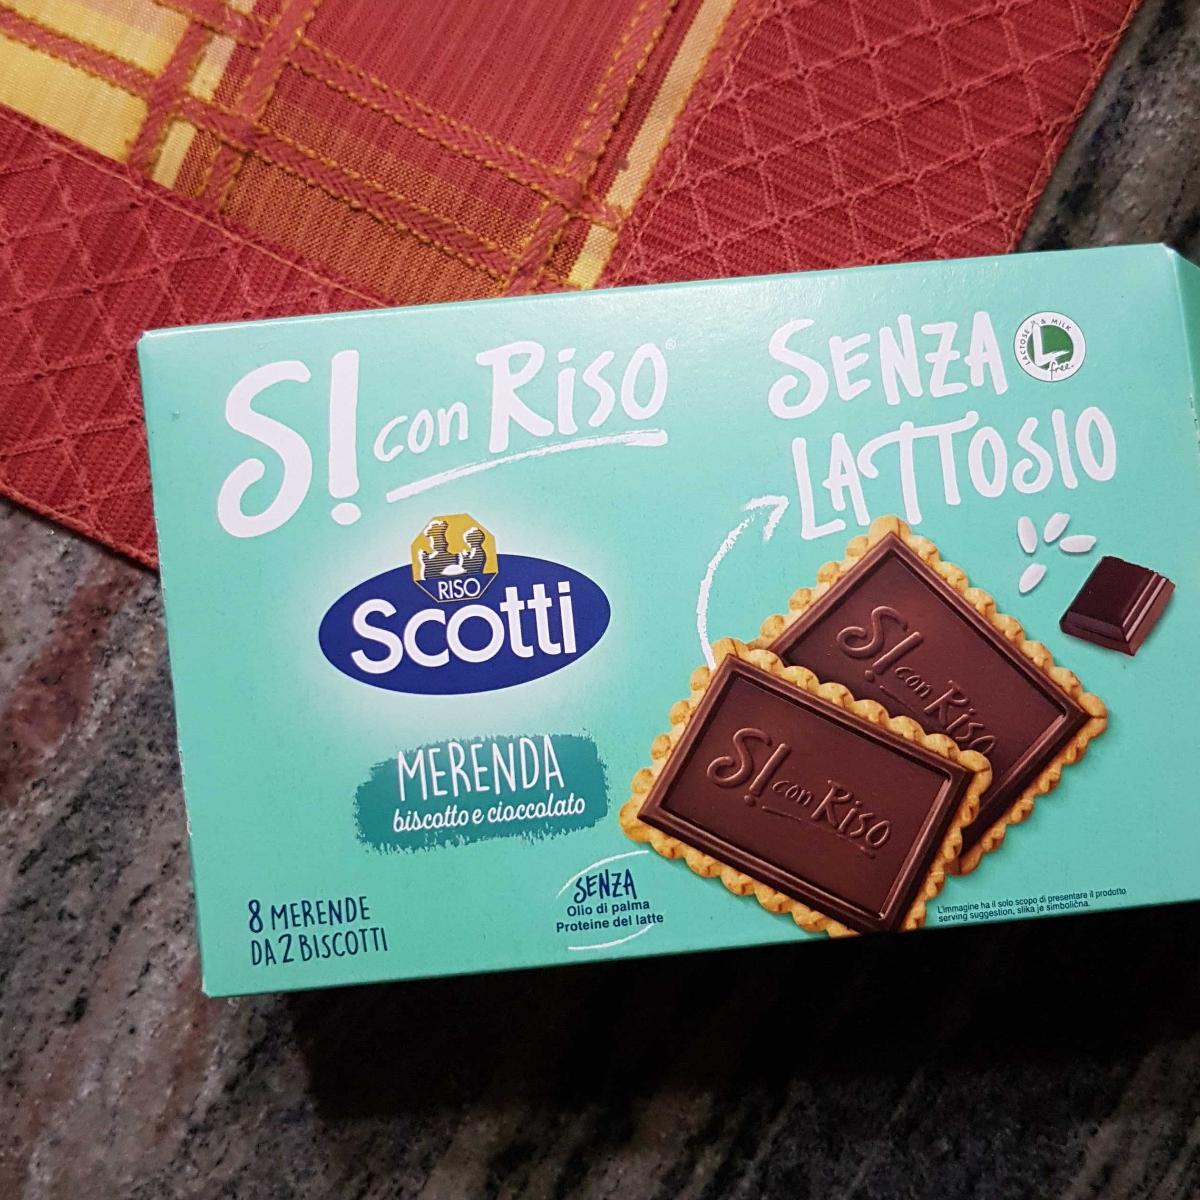 S! con Riso®
SENZA
LATTOSIO
LACTOSE & MILK
L
free.
RISO
Scotti
MERENDA
biscotto e cioccolato
8 MERENDE
DA 2 BISCOTTI
SENZA
Olio di palma
Proteine del latte
S! con Riso
S! con Riso
L'immagine ha il solo scopo di presentare il prodotto
serving suggestion, slika je simbolična.